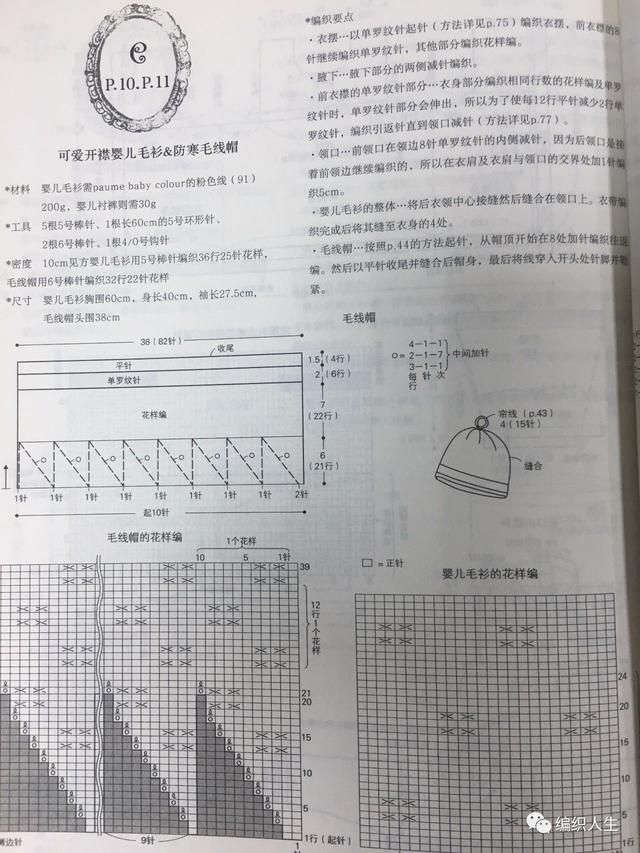 P.10.P.11
可爱开襟婴儿毛衫&防寒毛线帽
*材料 婴儿毛衫需paume baby colour的粉色线（91）
200g，婴儿衬裤则需30g
*工具 5根5号棒针、1根长60cm的5号环形针、
2根6号棒针、1根4/0号钩针
*密度 10cm见方婴儿毛衫用5号棒针编织36行25针花样，
毛线帽用6号棒针编织32行22针花样
*尺寸 婴儿毛衫胸围60cm，身长40cm，袖长27.5cm，
毛线帽头围38cm
*编织要点
·衣摆…以单罗纹针起针（方法详见p.75）编织衣摆，前衣襟的8
针继续编织单罗纹针，其他部分编织花样编。
·腋下…腋下部分的两侧减针编织。
·前衣襟的单罗纹针部分…衣身部分编织相同行数的花样编及单罗
纹针时，单罗纹针部分会伸出，所以为了使每12行平针减少2行单
罗纹针，编织引返针直到领口减针（方法详见p.77）。
·领口…前领口在领边8针单罗纹针的内侧减针，因为后领口是接
着前领边继续编织的，所以在衣肩及衣肩与领口的交界处加1针编
织5cm。
·婴儿毛衫的整体…将后衣领中心接缝然后缝合在领口上。衣带编
织完成后将其缝至衣身的4处。
·毛线帽…按照p.44的方法起针，从帽顶开始在8处加针编织往返
编。然后以平针收尾并缝合后帽身，最后将线穿入开头处针脚并
紧。
毛线帽
38（82针）
收尾
平针
单罗纹针
花样编
1.5（4行）
2（6行）
7
（22行）
6
（21行）
1针 1针 1针 1针 1针 1针 1针 2针
起10针
4－1－1
○＝2－1－7 中间加针
3－1－1
每 针 次
行
帘线（p.43）
4（15针）
缝合
毛线帽的花样编
1个花样
10 5 1针
39
12
行
1
个
花
样
21
20
15
10
5
1行（起针）
侧边针
9针
1
□ ＝正针
婴儿毛衫的花样编
24
20
15
10
5
1行
编织人生